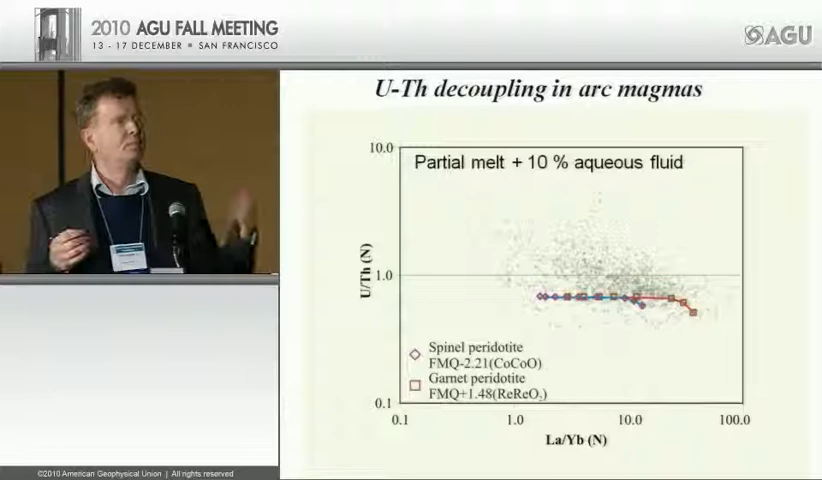 2010 AGU FALL MEETING
13 - 17 DECEMBER ▪ SAN FRANCISCO
AGU
U-Th decoupling in arc magmas
Partial melt + 10 % aqueous fluid
10.0
1.0
0.1
U/Th (N)
Spinel peridotite
FMQ-2.21(CoCoO)
Garnet peridotite
FMQ+1.48(ReReO₂)
0.1
1.0
10.0
100.0
La/Yb (N)
©2010 American Geophysical Union | All rights reserved